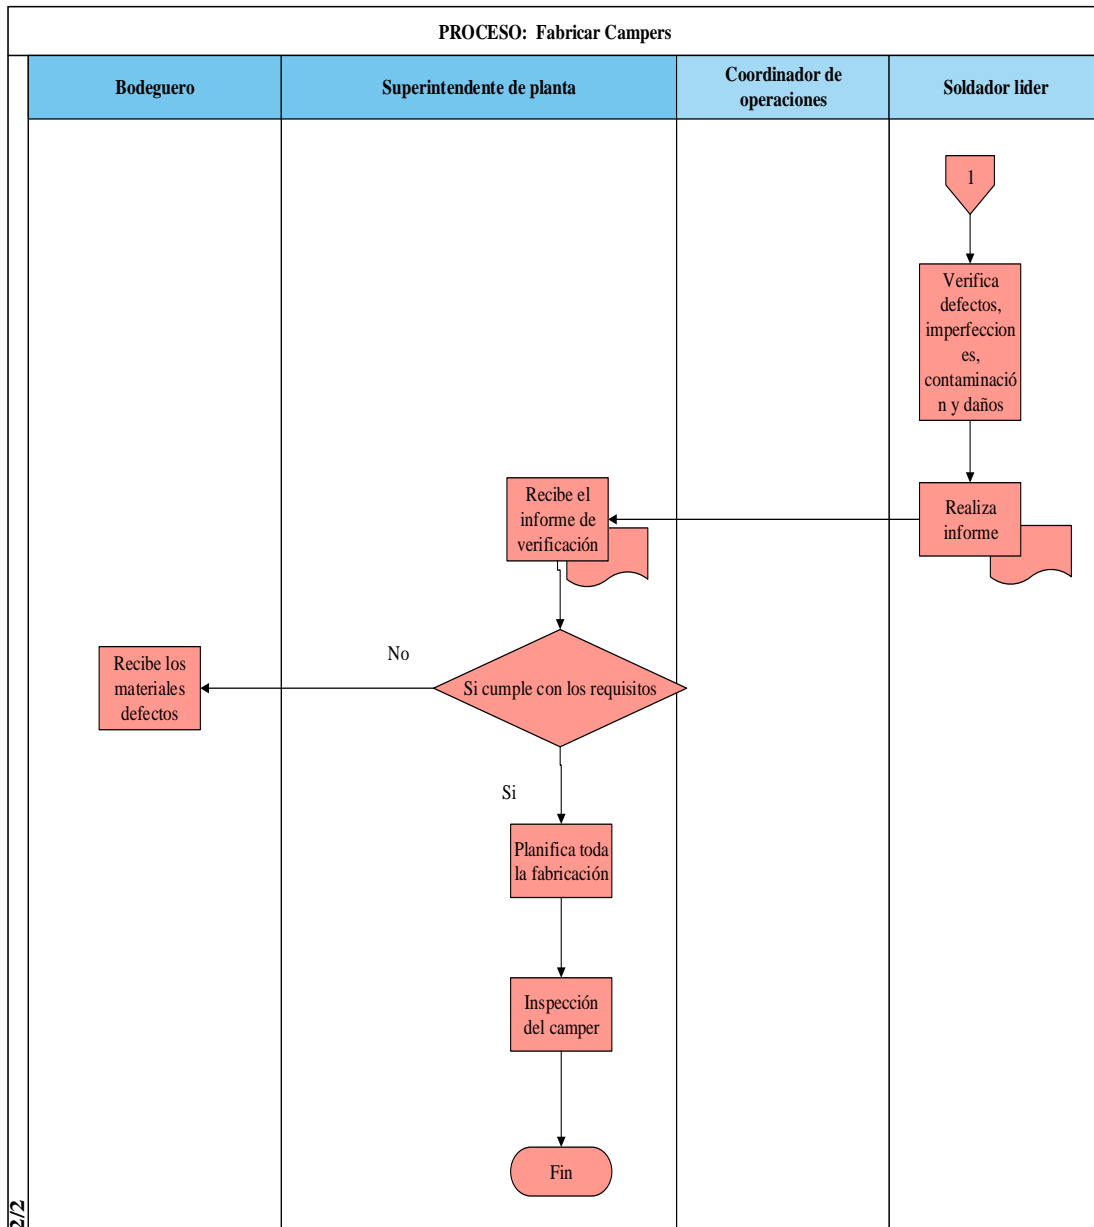 PROCESO: Fabricar Campers
Bodeguero
Superintendente de planta
Coordinador de
operaciones
Soldador lider
1
Verifica
defectos,
imperfeccion
es,
contaminació
n y daños
Realiza
informe
Recibe el
informe de
verificación
Si cumple con los requisitos
No
Recibe los
materiales
defectos
Si
Planifica toda
la fabricación
Inspección
del camper
Fin
2/2